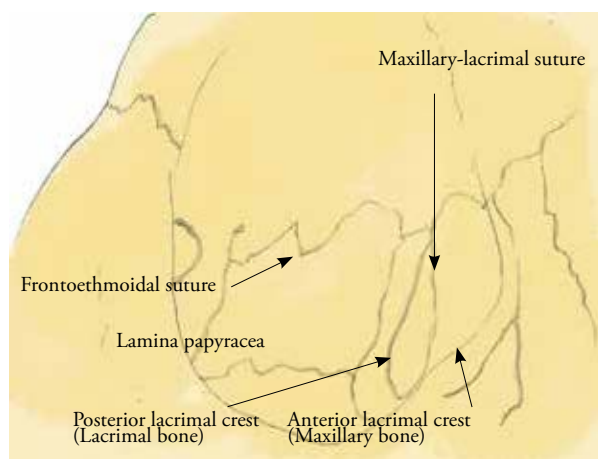 Maxillary-lacrimal suture
Frontoethmoidal suture
Lamina papyracea
Posterior lacrimal crest
(Lacrimal bone)
Anterior lacrimal crest
(Maxillary bone)